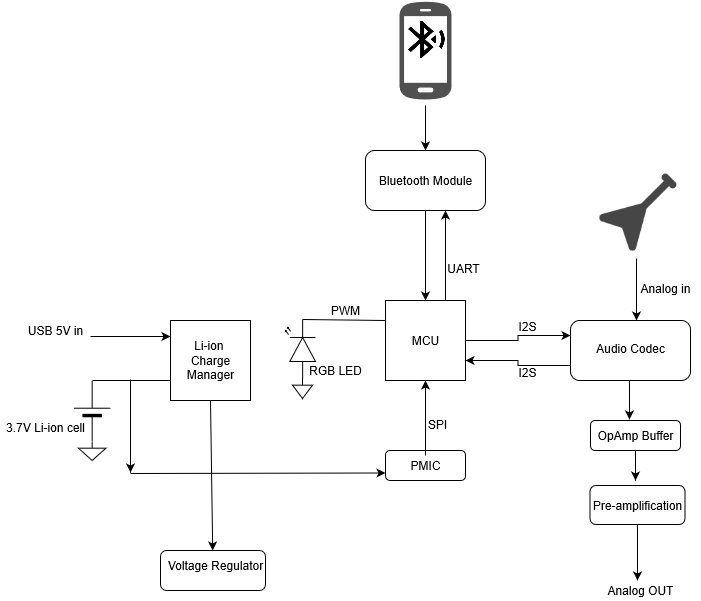 Bluetooth Module
UART
Analog in
PWM
I2S
USB 5V in
Li-ion
Charge
Manager
MCU
Audio Codec
RGB LED
I2S
3.7V Li-ion cell
SPI
OpAmp Buffer
PMIC
Pre-amplification
Voltage Regulator
Analog OUT